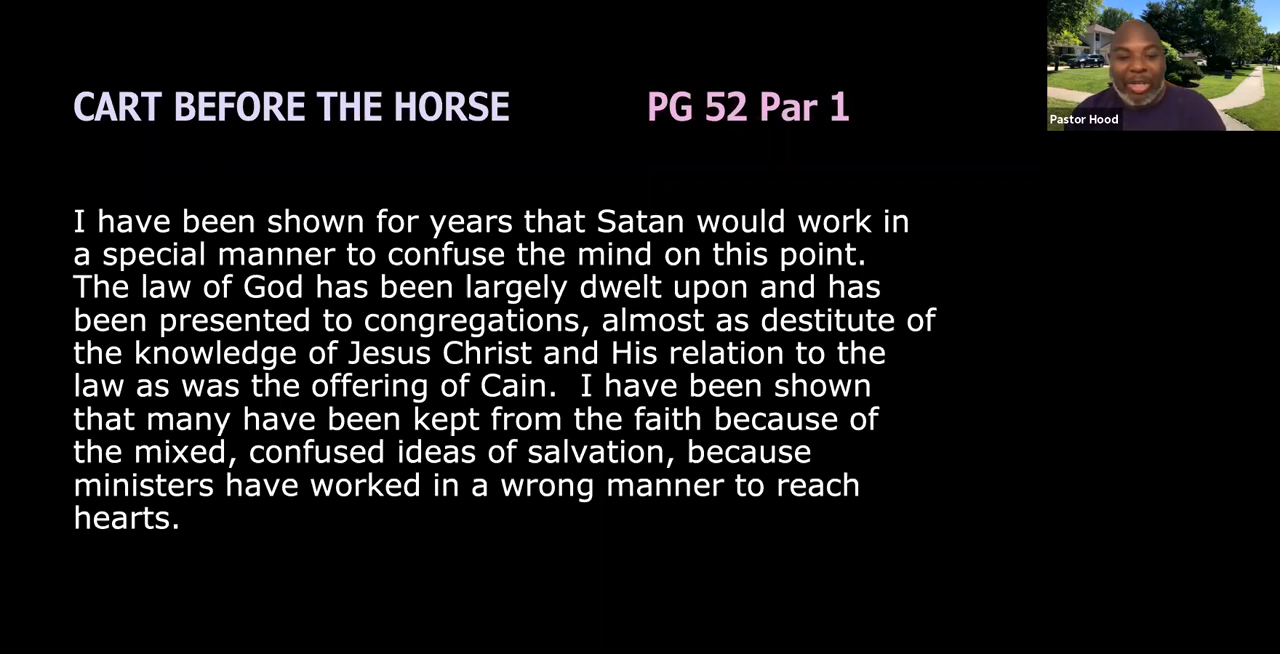 CART BEFORE THE HORSE PG 52 Par 1
Pastor Hood
I have been shown for years that Satan would work in
a special manner to confuse the mind on this point.
The law of God has been largely dwelt upon and has
been presented to congregations, almost as destitute of
the knowledge of Jesus Christ and His relation to the
law as was the offering of Cain.  I have been shown
that many have been kept from the faith because of
the mixed, confused ideas of salvation, because
ministers have worked in a wrong manner to reach
hearts.